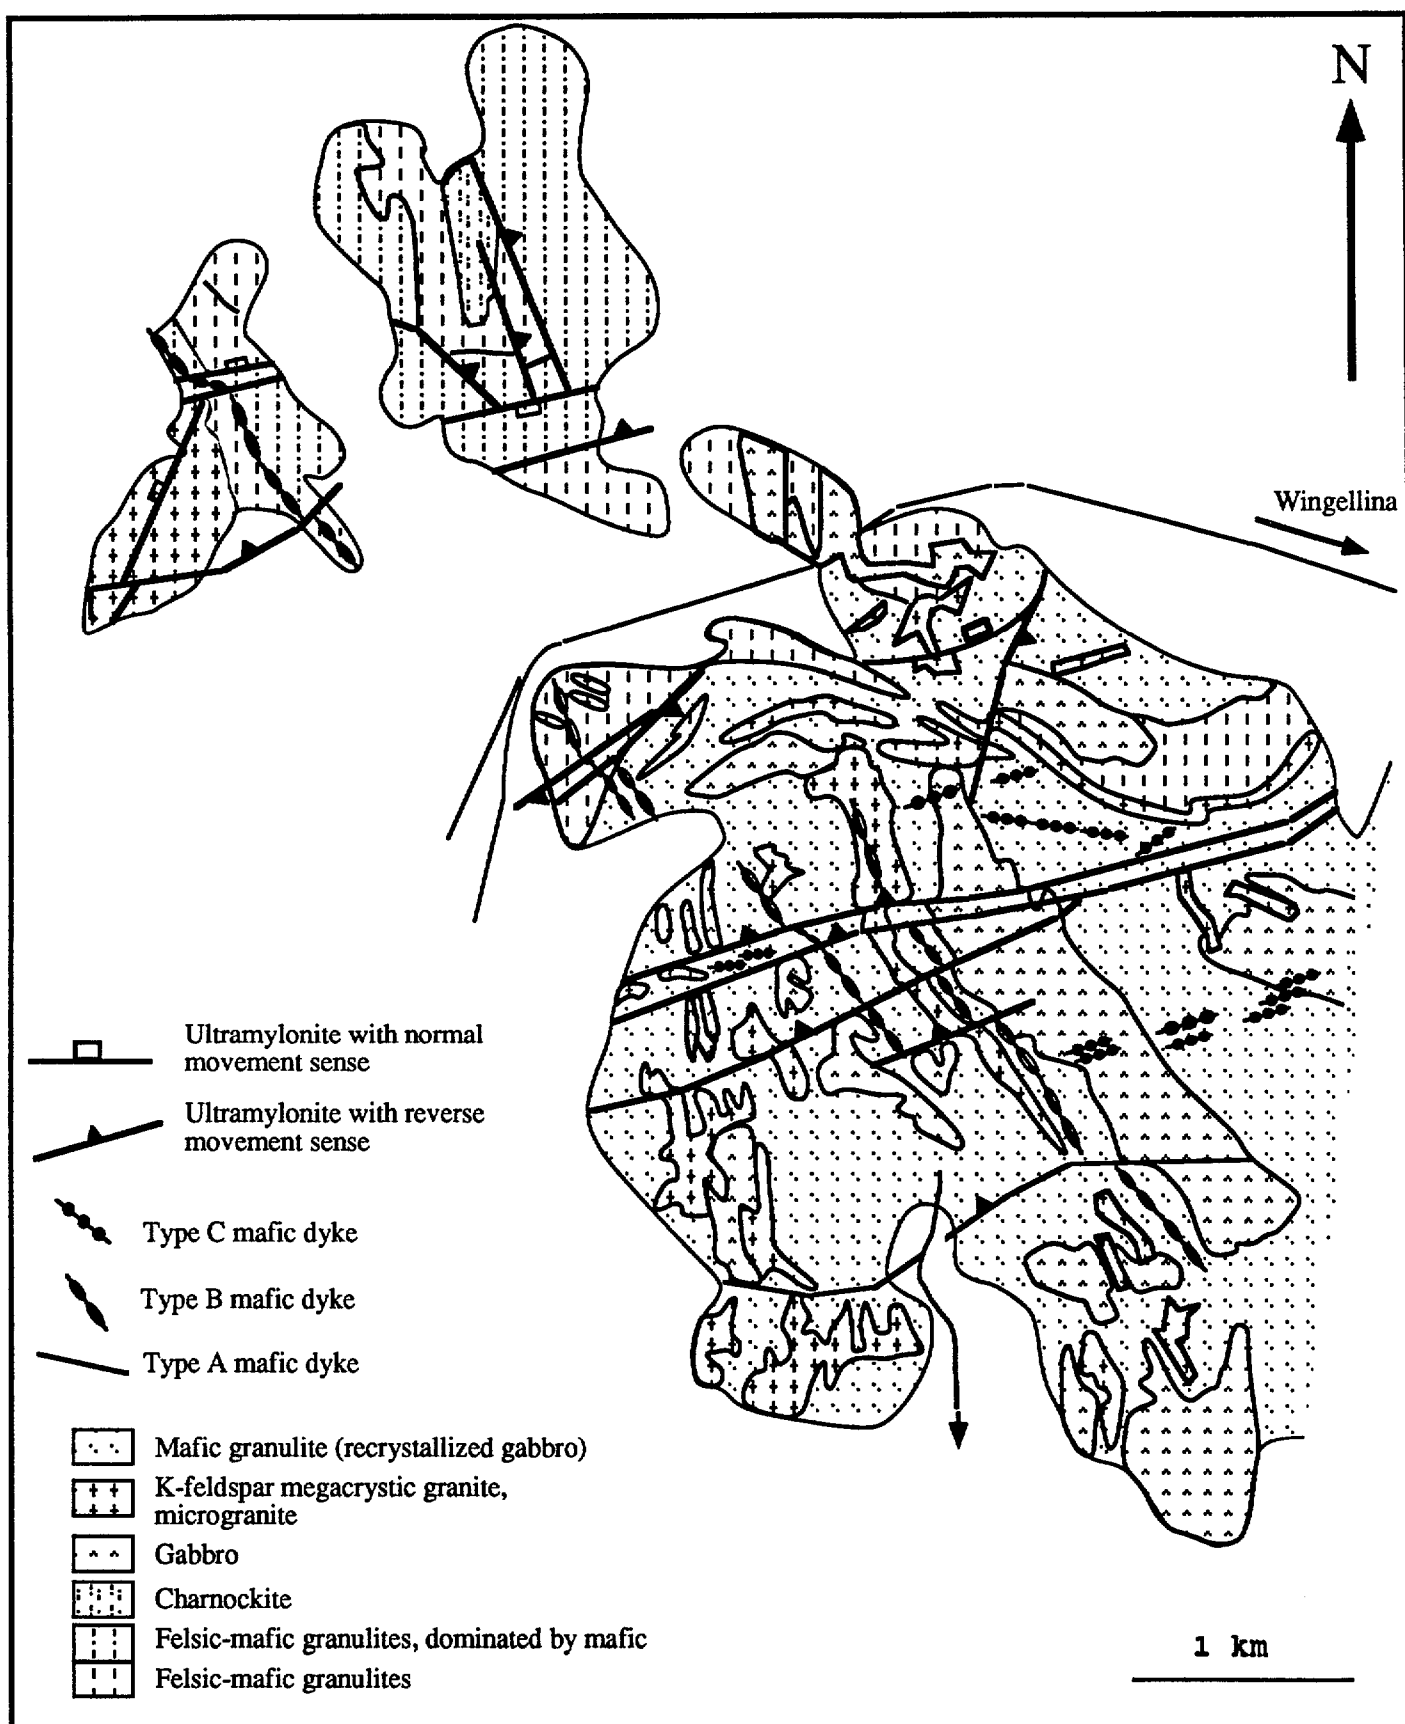 N
Wingellina
Ultramylonite with normal
movement sense
Ultramylonite with reverse
movement sense
Type C mafic dyke
Type B mafic dyke
Type A mafic dyke
Mafic granulite (recrystallized gabbro)
K-feldspar megacrystic granite,
microgranite
Gabbro
Charnockite
Felsic-mafic granulites, dominated by mafic
Felsic-mafic granulites
1 km